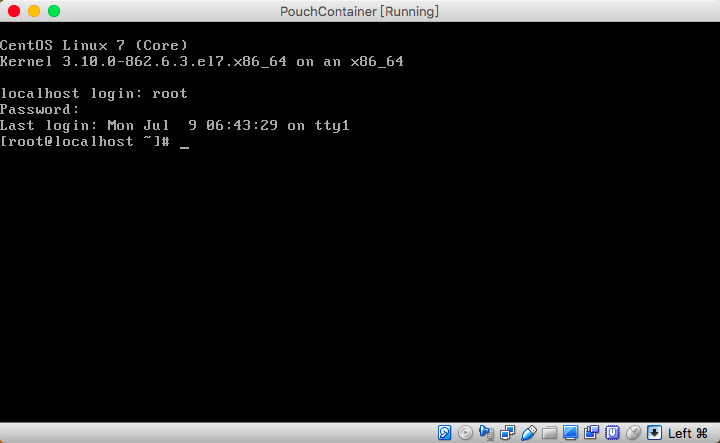 PouchContainer [Running]
CentOS Linux 7 (Core)
Kernel 3.10.0-862.6.3.el7.x86_64 on an x86_64
localhost login: root
Password:
Last login: Mon Jul  9 06:43:29 on tty1
[root@localhost ~]# _
Left ⌘